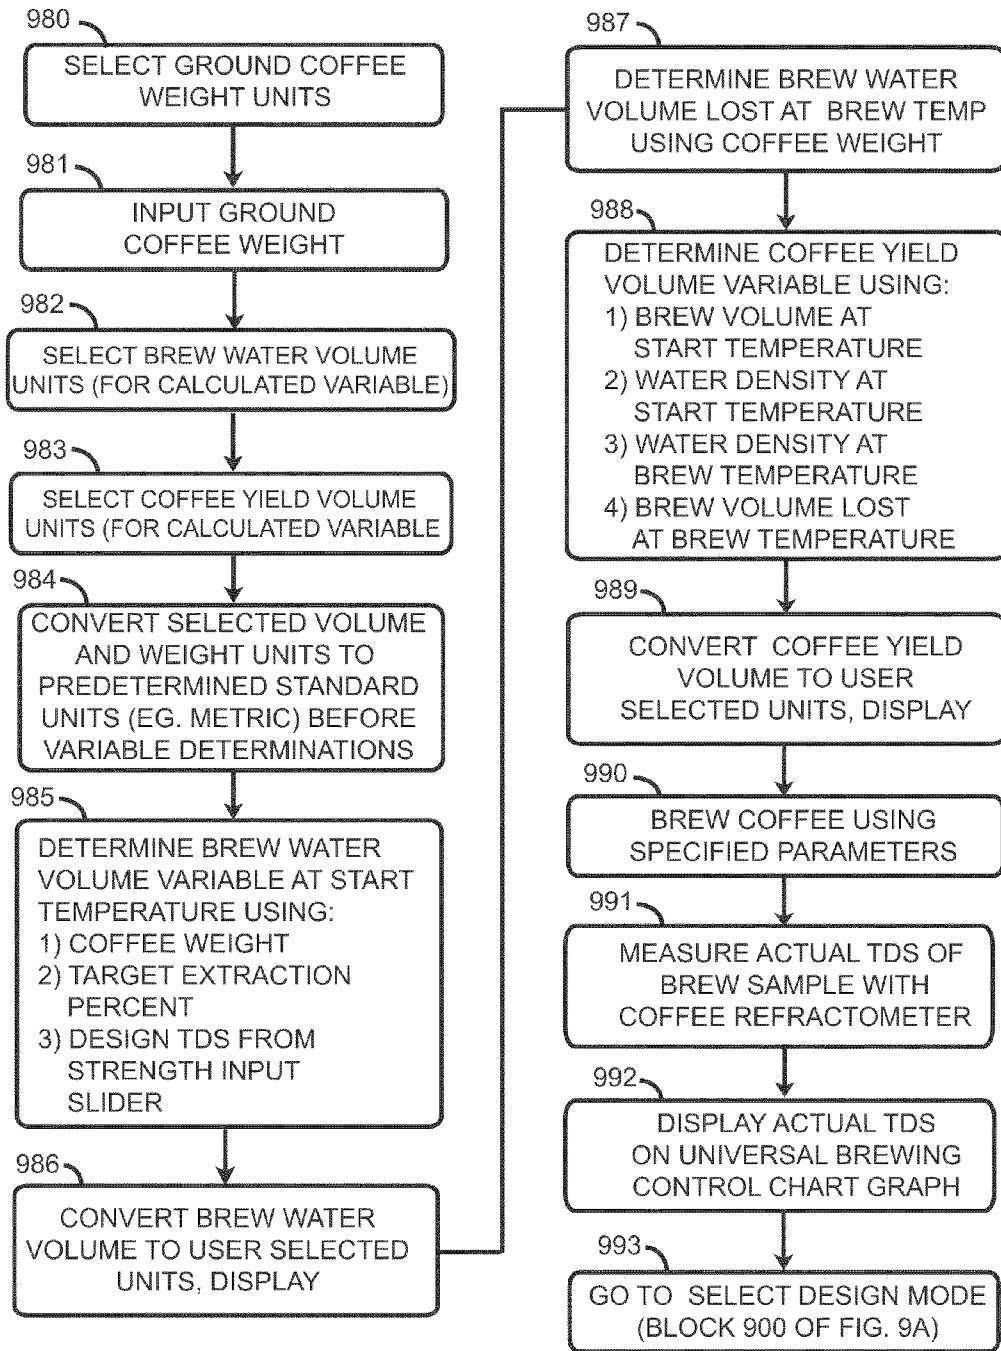 980
SELECT GROUND COFFEE
WEIGHT UNITS
981
INPUT GROUND
COFFEE WEIGHT
982
SELECT BREW WATER VOLUME
UNITS (FOR CALCULATED VARIABLE)
983
SELECT COFFEE YIELD VOLUME
UNITS (FOR CALCULATED VARIABLE
984
CONVERT SELECTED VOLUME
AND WEIGHT UNITS TO
PREDETERMINED STANDARD
UNITS (EG. METRIC) BEFORE
VARIABLE DETERMINATIONS
985
DETERMINE BREW WATER
VOLUME VARIABLE AT START
TEMPERATURE USING:
1) COFFEE WEIGHT
2) TARGET EXTRACTION
PERCENT
3) DESIGN TDS FROM
STRENGTH INPUT
SLIDER
986
CONVERT BREW WATER
VOLUME TO USER SELECTED
UNITS, DISPLAY
987
DETERMINE BREW WATER
VOLUME LOST AT BREW TEMP
USING COFFEE WEIGHT
988
DETERMINE COFFEE YIELD
VOLUME VARIABLE USING:
1) BREW VOLUME AT
START TEMPERATURE
2) WATER DENSITY AT
START TEMPERATURE
3) WATER DENSITY AT
BREW TEMPERATURE
4) BREW VOLUME LOST
AT BREW TEMPERATURE
989
CONVERT COFFEE YIELD
VOLUME TO USER
SELECTED UNITS, DISPLAY
990
BREW COFFEE USING
SPECIFIED PARAMETERS
991
MEASURE ACTUAL TDS OF
BREW SAMPLE WITH
COFFEE REFRACTOMETER
992
DISPLAY ACTUAL TDS
ON UNIVERSAL BREWING
CONTROL CHART GRAPH
993
GO TO SELECT DESIGN MODE
(BLOCK 900 OF FIG. 9A)